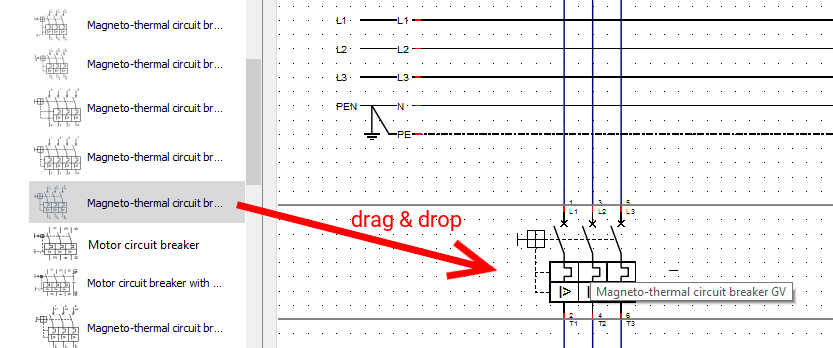 Magneto-thermal circuit br...
Magneto-thermal circuit br...
Magneto-thermal circuit br...
Magneto-thermal circuit br...
Magneto-thermal circuit br...
Motor circuit breaker
Motor circuit breaker with ...
Magneto-thermal circuit br...
L1 L1
L2 L2
L3 L3
PEN N
PE
drag & drop
1 3 5
L1 L2 L3
I> I
Magneto-thermal circuit breaker GV
2 4 6
T1 T2 T3